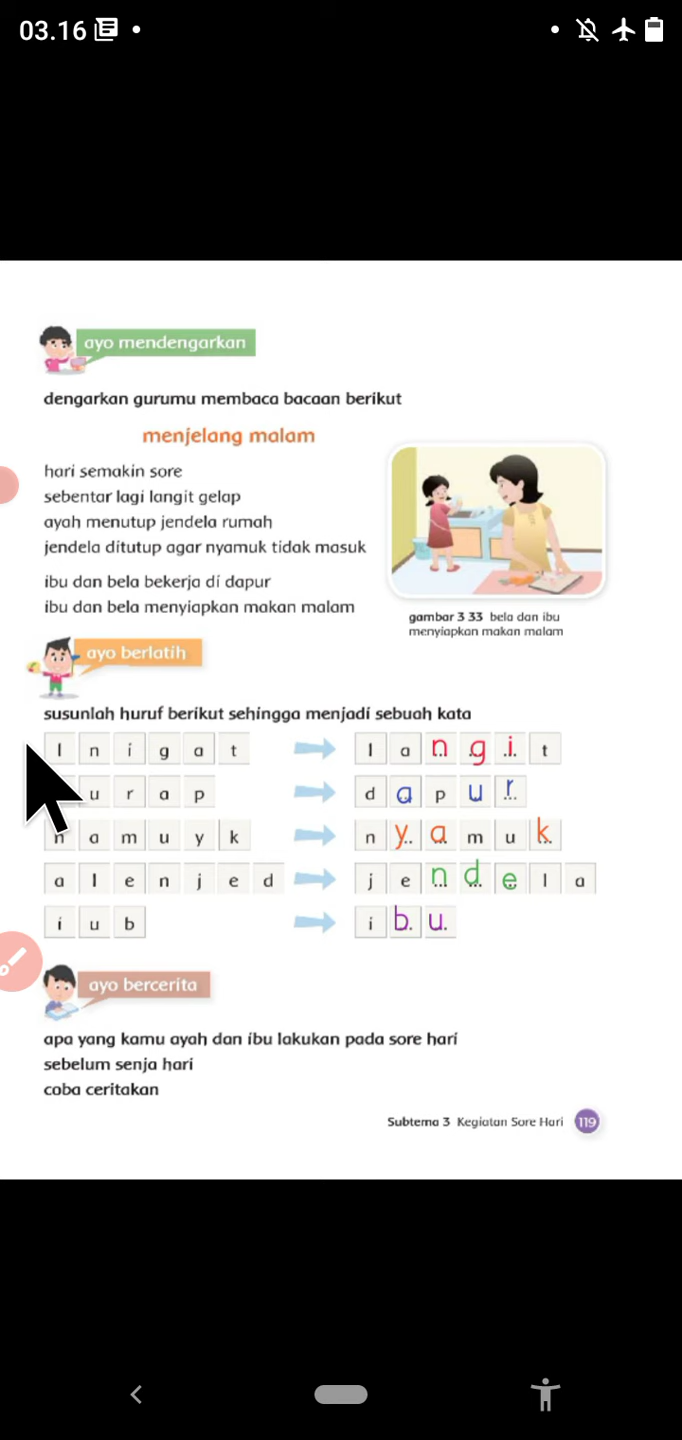 03.16
ayo mendengarkan
dengarkan gurumu membaca bacaan berikut
menjelang malam
hari semakin sore
sebentar lagi langit gelap
ayah menutup jendela rumah
jendela ditutup agar nyamuk tidak masuk
ibu dan bela bekerja di dapur
ibu dan bela menyiapkan makan malam
gambar 3 33 bela dan ibu
menyiapkan makan malam
ayo berlatih
susunlah huruf berikut sehingga menjadi sebuah kata
l n i g a t l a n g i t
u r a p d a p u r
n a m u y k n y a m u k
a l e n j e d j e n d e l a
i u b i b u
ayo bercerita
apa yang kamu ayah dan ibu lakukan pada sore hari
sebelum senja hari
coba ceritakan
Subtema 3 Kegiatan Sore Hari 119